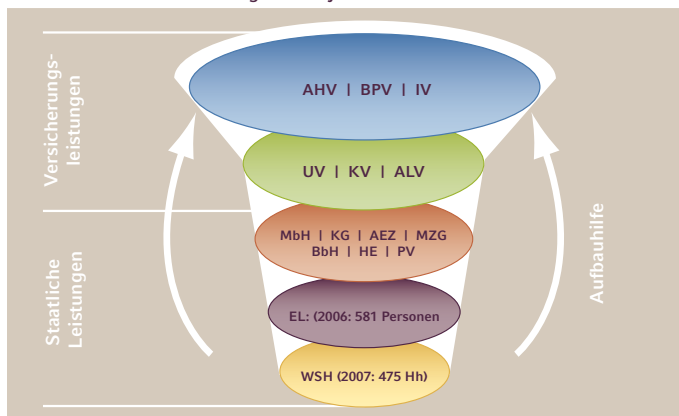 Versicherungs-
leistungen
Staatliche
Leistungen
AHV | BPV | IV
UV | KV | ALV
MbH | KG | AEZ | MZG
BbH | HE | PV
EL: (2006: 581 Personen
WSH (2007: 475 Hh)
Aufbauhilfe